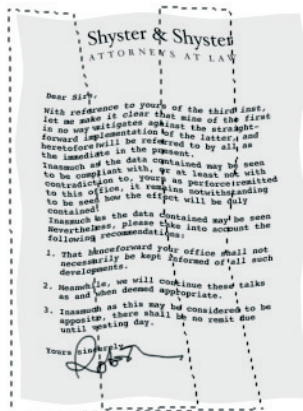 Shyster & Shyster
ATTORNEYS AT LAW
Dear Sirs,
With reference to yours of the third inst,
let me make it clear that mine of the first
in no way mitigates against the straight-
forward implementation of the latter, and
heretofore will be referred to by all as
the immediate in the present.
Inasmuch as the data contained may be seen
to be compliant with, or at least not with
contradiction to, yours as perforce remitted
to this office, it remains notwithstanding
to be seen how the effect will be duly
contained!
Inasmuch as the data contained may be seen
Nevertheless, please take into account the
following recommendations:
1. That henceforward your office shall not
necessarily be kept informed of all such
developments.
2. Meanwhile, we will continue these talks
as and when deemed appropriate.
3. Inasmuch as this may be considered to be
apposite, there shall be no remit due
until vesting day.
Yours sincerely